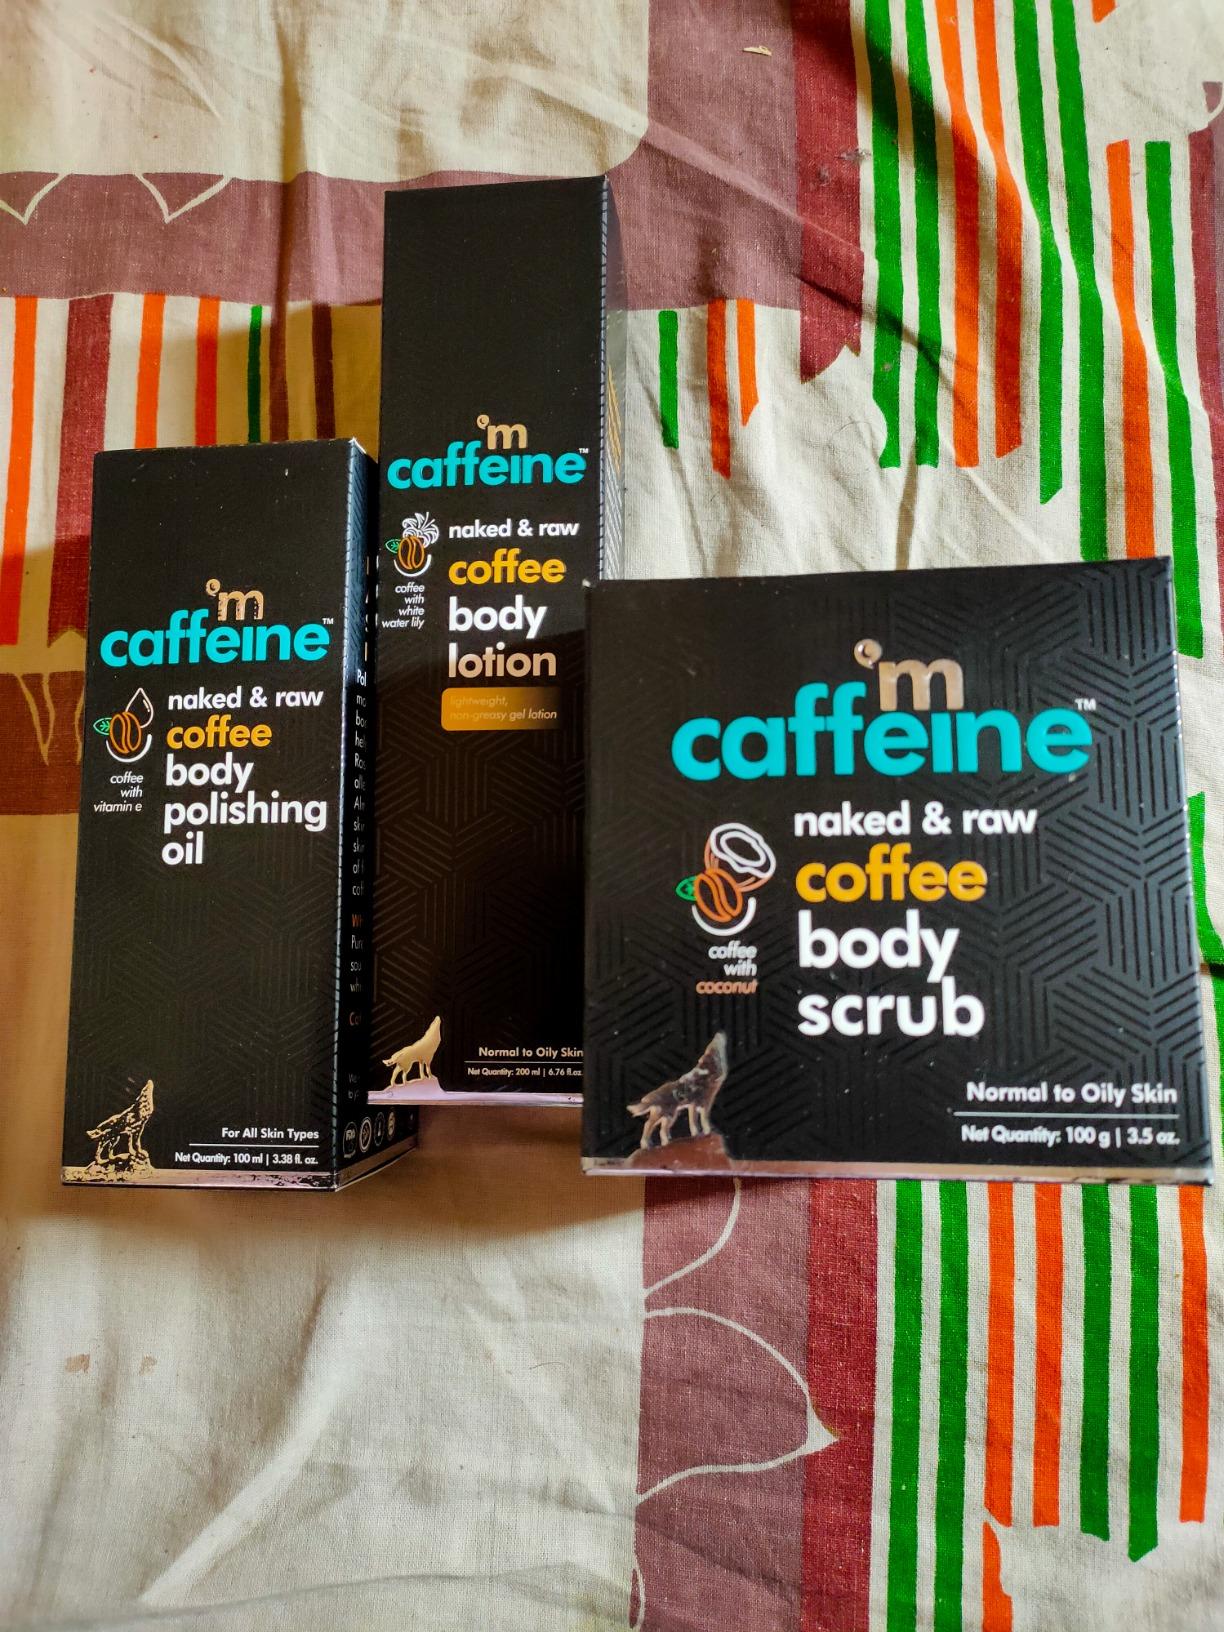 'm
caffeine™
naked & raw
coffee
body
polishing
oil
coffee
with
vitamin e
For All Skin Types
Net Quantity: 100 ml | 3.38 fl. oz.
'm
caffeine™
naked & raw
coffee
body
lotion
lightweight,
non-greasy gel lotion
coffee
with
white
water lily
Normal to Oily Skin
Net Quantity: 200 ml | 6.76 fl.oz.
'm
caffeine™
naked & raw
coffee
body
scrub
coffee
with
coconut
Normal to Oily Skin
Net Quantity: 100 g | 3.5 oz.